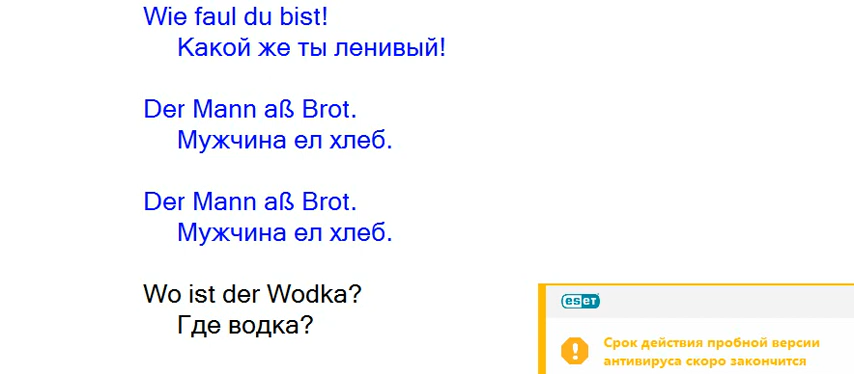 Wie faul du bist!
Какой же ты ленивый!
Der Mann aß Brot.
Мужчина ел хлеб.
Der Mann aß Brot.
Мужчина ел хлеб.
Wo ist der Wodka?
Где водка?
eseT
Срок действия пробной версии
антивируса скоро закончится